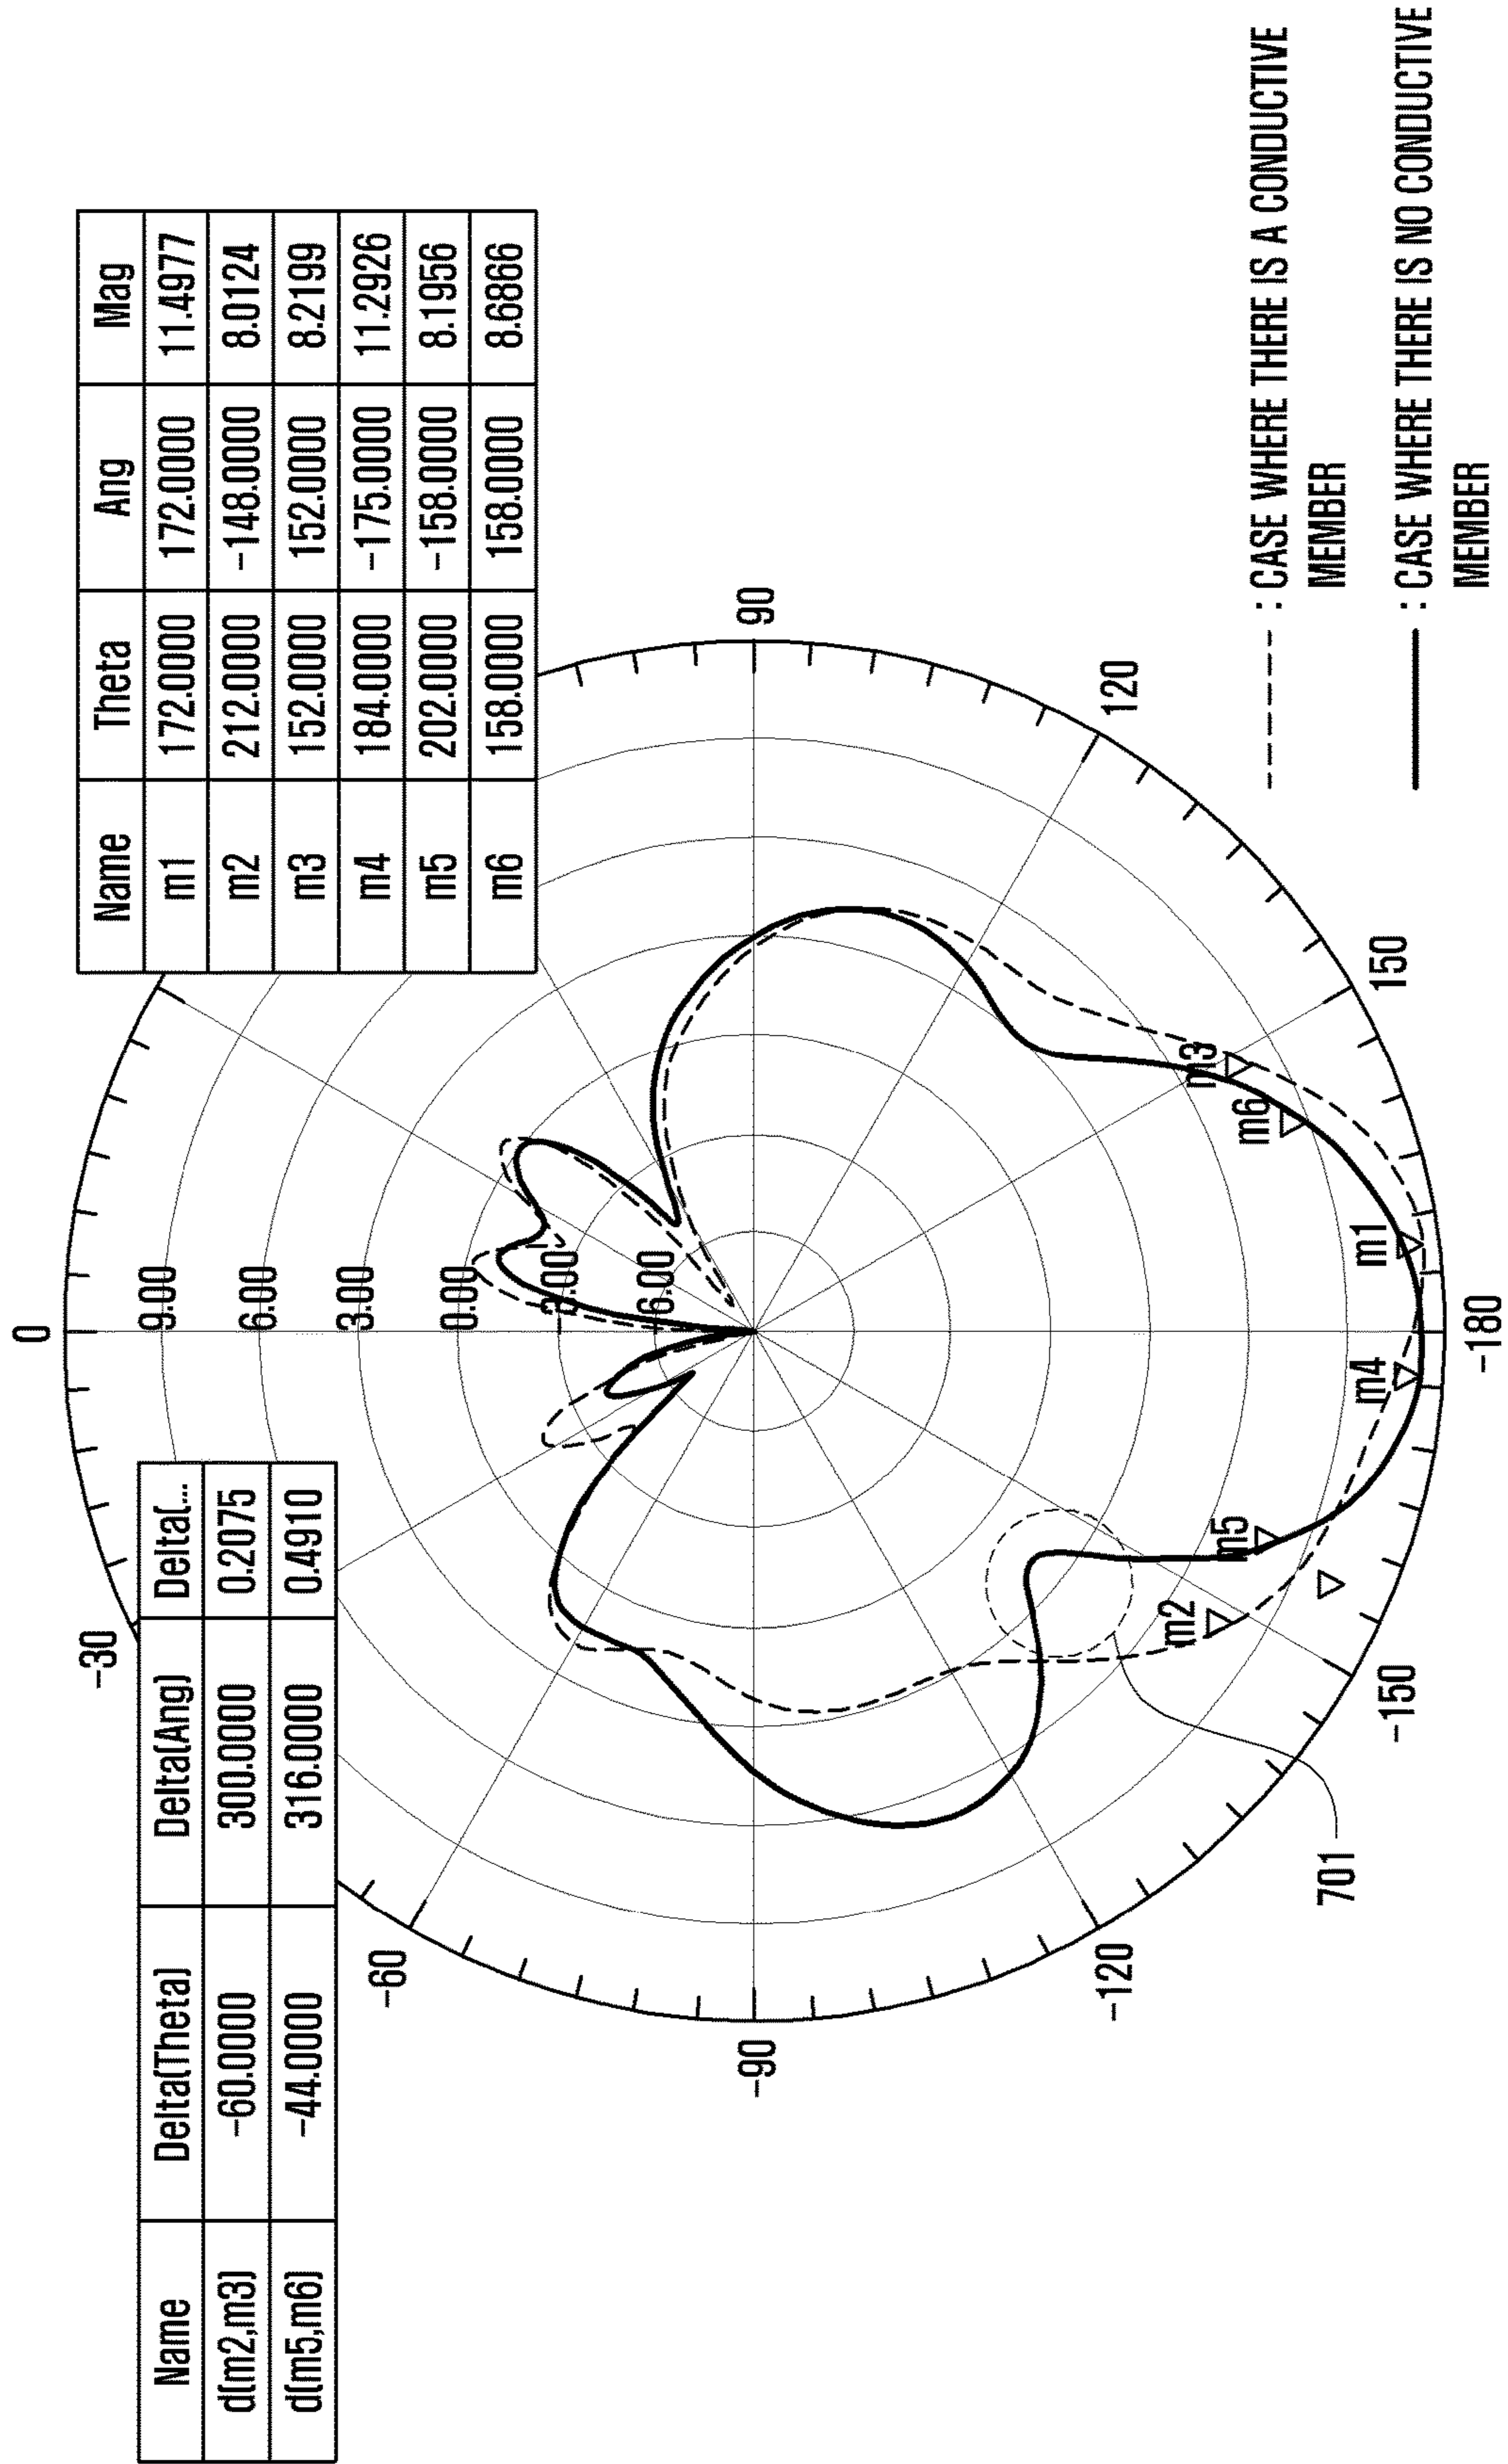 Name Theta Ang Mag
m1 172.0000 172.0000 11.4977
m2 212.0000 -148.0000 8.0124
m3 152.0000 152.0000 8.2199
m4 184.0000 -175.0000 11.2926
m5 202.0000 -158.0000 8.1956
m6 158.0000 158.0000 8.6866
Name Delta(Theta) Delta(Ang) Delta(...
d(m2,m3) -60.0000 300.0000 0.2075
d(m5,m6) -44.0000 316.0000 0.4910
0
-30
-60
-90
-120
-150
-180
150
120
90
9.00
6.00
3.00
0.00
3.00
6.00
m3
m6
m1
m4
m5
m2
701
: CASE WHERE THERE IS A CONDUCTIVE
MEMBER
: CASE WHERE THERE IS NO CONDUCTIVE
MEMBER